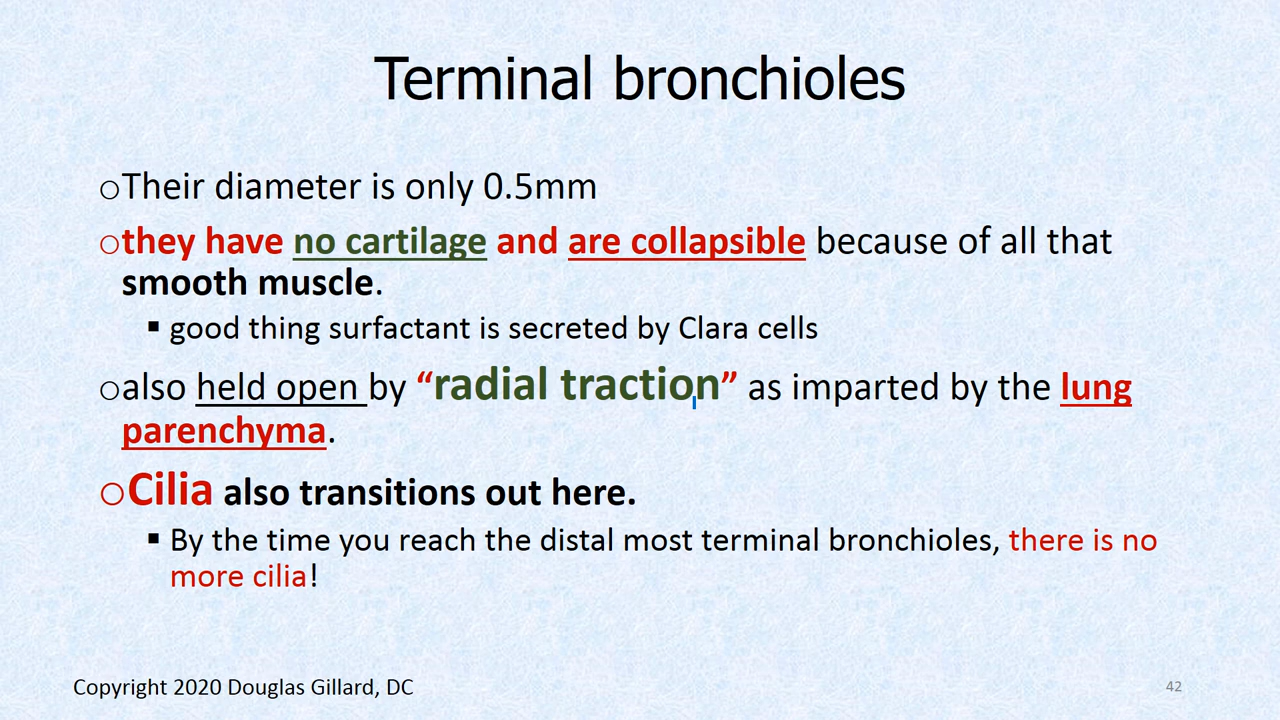 Terminal bronchioles
○Their diameter is only 0.5mm
○they have no cartilage and are collapsible because of all that
smooth muscle.
▪ good thing surfactant is secreted by Clara cells
○also held open by “radial traction” as imparted by the lung
parenchyma.
○Cilia also transitions out here.
▪ By the time you reach the distal most terminal bronchioles, there is no
more cilia!
Copyright 2020 Douglas Gillard, DC
42